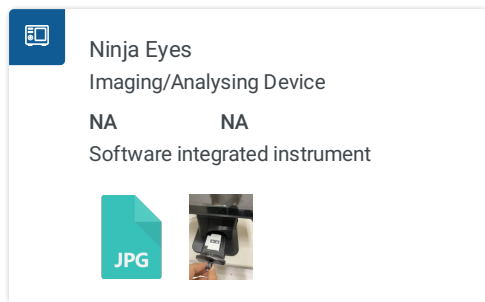 Ninja Eyes
Imaging/Analysing Device
NA NA
Software integrated instrument
JPG